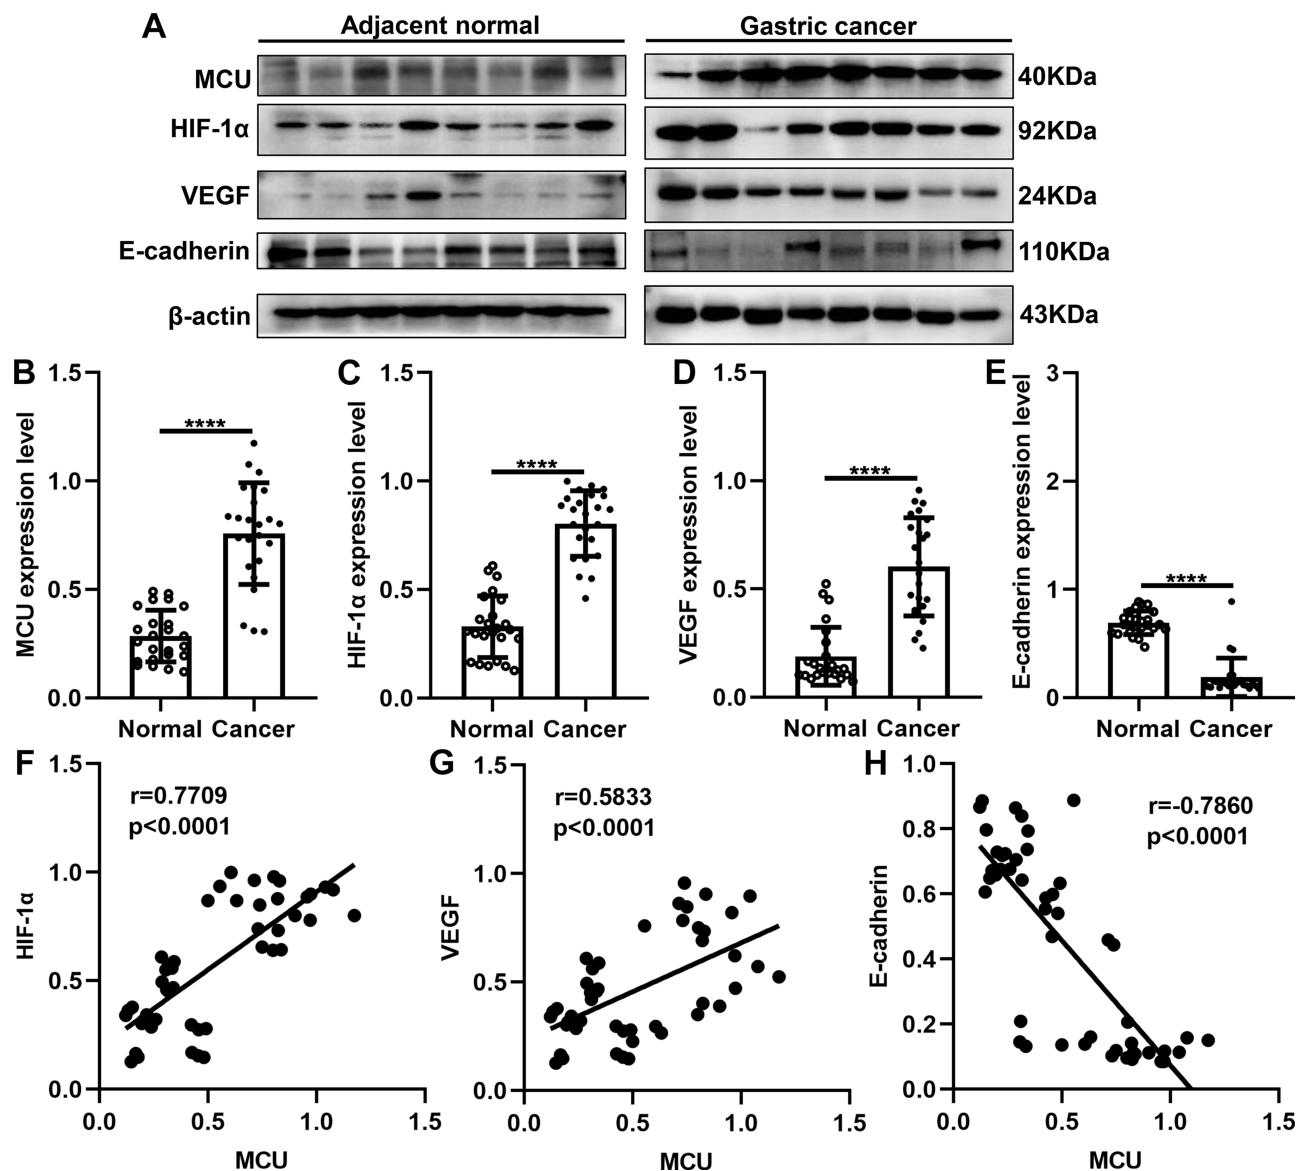 A
Adjacent normal
Gastric cancer
MCU
40KDa
HIF-1α
92KDa
VEGF
24KDa
E-cadherin
110KDa
β-actin
43KDa
B
MCU expression level
1.5
1.0
0.5
0.0
****
Normal Cancer
C
HIF-1α expression level
1.5
1.0
0.5
0.0
****
Normal Cancer
D
VEGF expression level
1.5
1.0
0.5
0.0
****
Normal Cancer
E
E-cadherin expression level
3
2
1
0
****
Normal Cancer
F
HIF-1α
1.5
1.0
0.5
0.0
r=0.7709
p<0.0001
0.0 0.5 1.0 1.5
MCU
G
VEGF
1.5
1.0
0.5
0.0
r=0.5833
p<0.0001
0.0 0.5 1.0 1.5
MCU
H
E-cadherin
1.0
0.8
0.6
0.4
0.2
0.0
r=-0.7860
p<0.0001
0.0 0.5 1.0 1.5
MCU